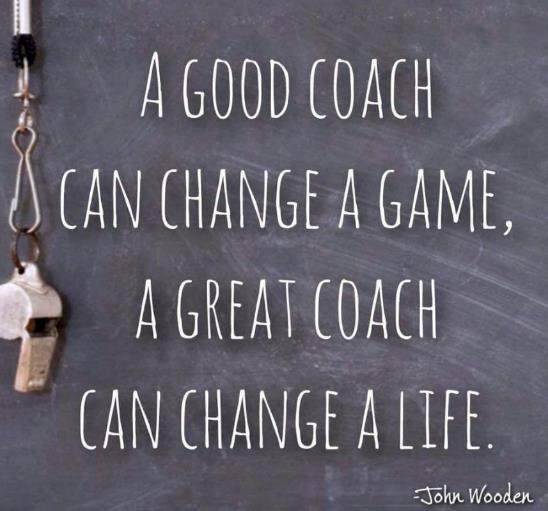 A GOOD COACH
CAN CHANGE A GAME,
A GREAT COACH
CAN CHANGE A LIFE.
-John Wooden